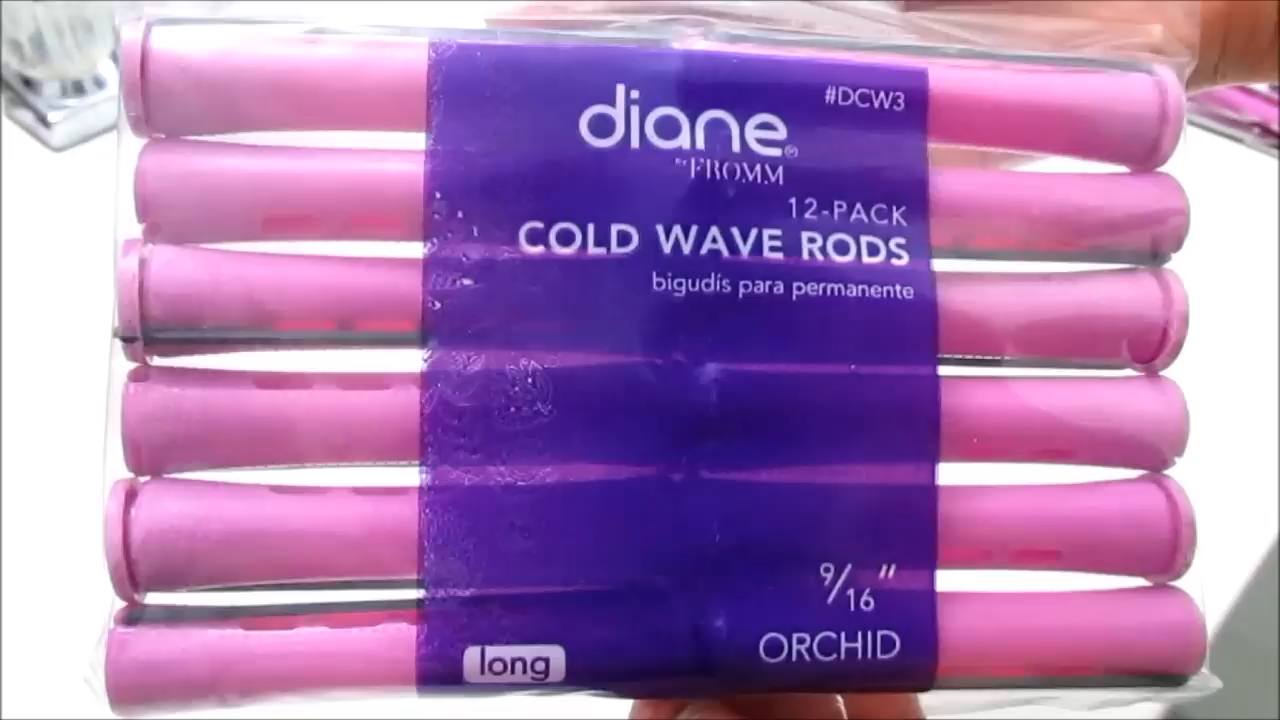 #DCW3
diane®
by FROMM
12-PACK
COLD WAVE RODS
bigudís para permanente
9/16"
ORCHID
long